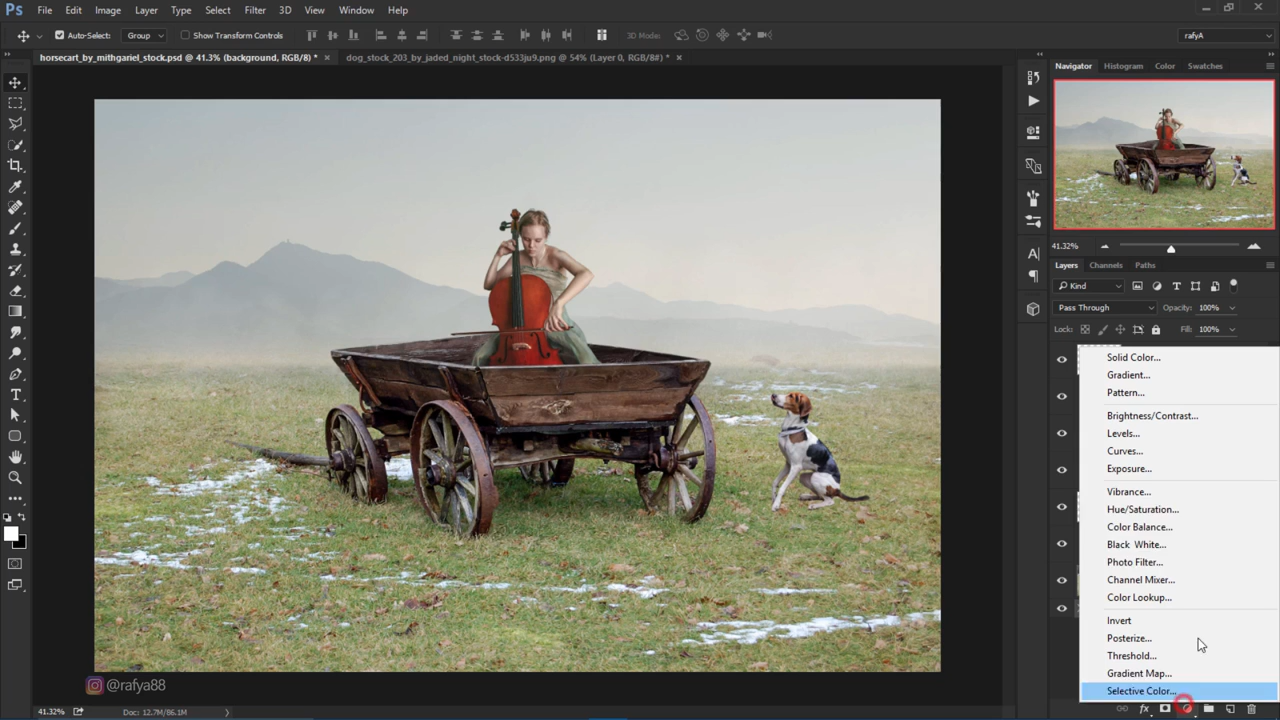 Ps File Edit Image Layer Type Select Filter 3D View Window Help
Auto-Select: Group Show Transform Controls 3D Mode: rafyA
horsecart_by_mithgariel_stock.psd @ 41.3% (background, RGB/8) * × dog_stock_203_by_jaded_night_stock-d533ju9.png @ 54% (Layer 0, RGB/8#) * ×
Navigator Histogram Color Swatches
41.32%
Layers Channels Paths
Kind
Pass Through Opacity: 100%
Lock: Fill: 100%
Solid Color...
Gradient...
Pattern...
Brightness/Contrast...
Levels...
Curves...
Exposure...
Vibrance...
Hue/Saturation...
Color Balance...
Black White...
Photo Filter...
Channel Mixer...
Color Lookup...
Invert
Posterize...
Threshold...
Gradient Map...
Selective Color...
@rafya88
41.32% Doc: 12.7M/86.1M
fx